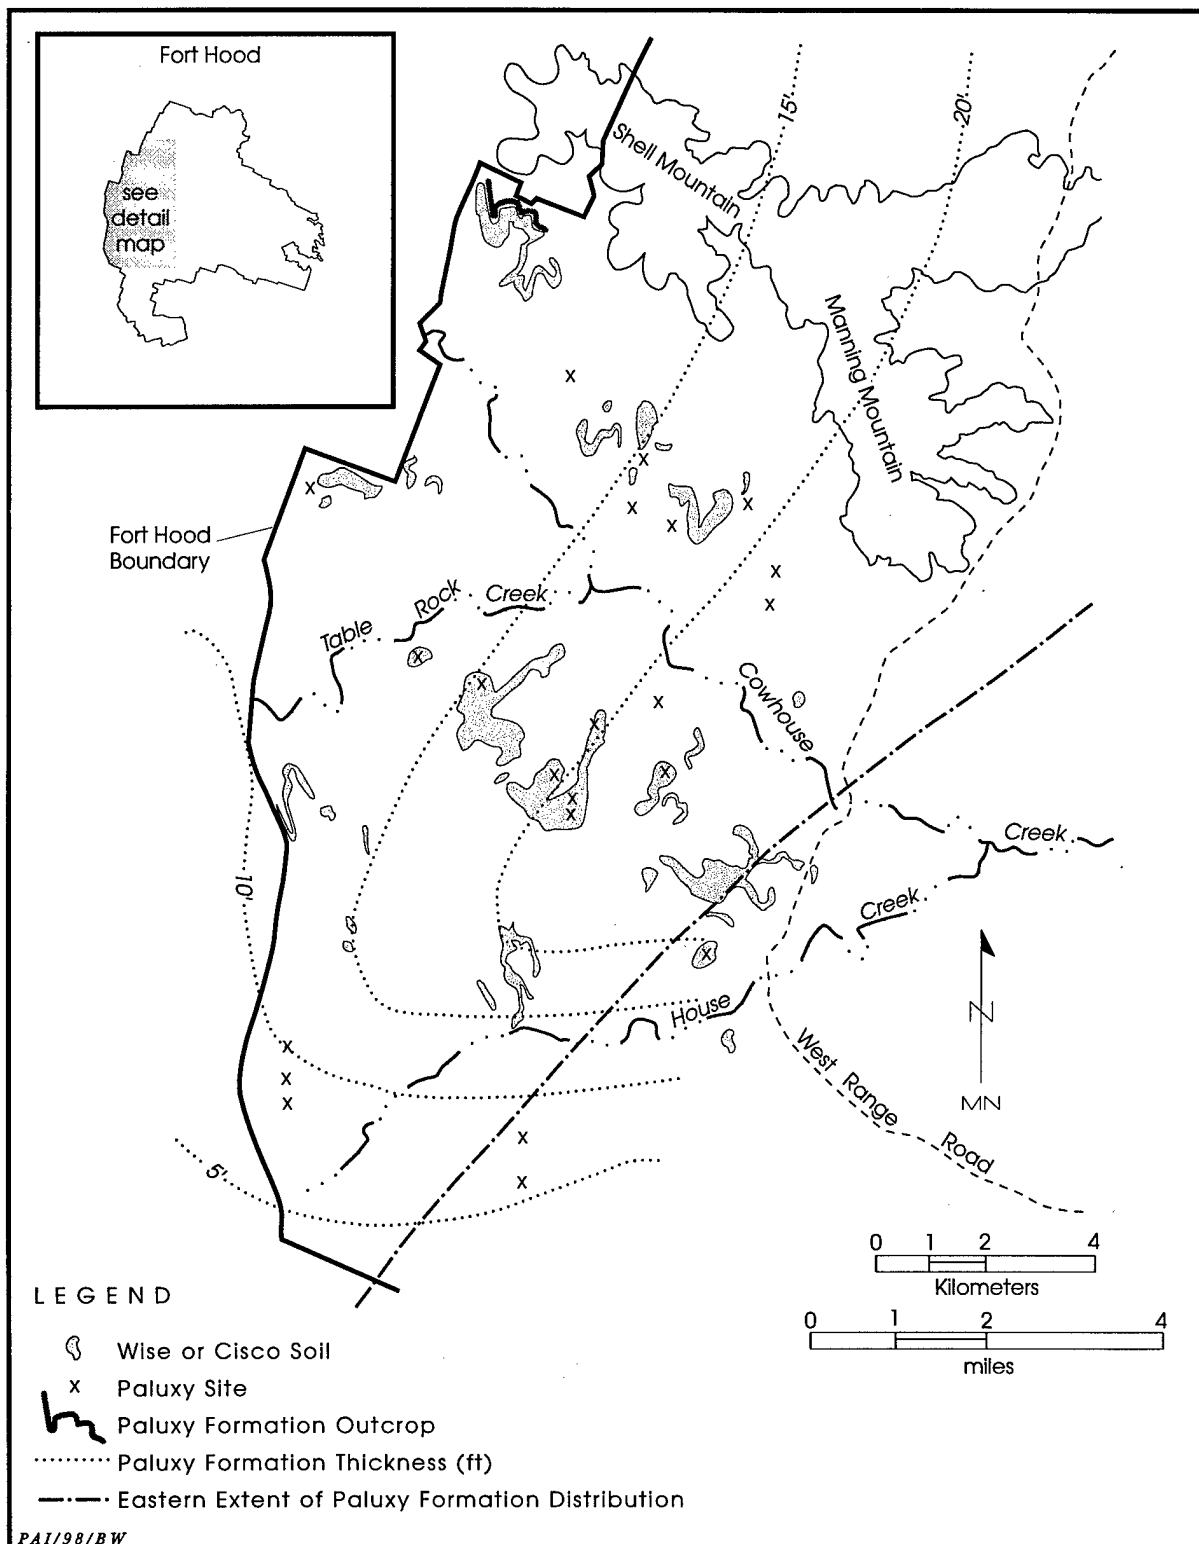 Fort Hood
see
detail
map
15'
20'
Shell Mountain
Manning Mountain
x
x
x
x
x
x
x
Fort Hood
Boundary
x
x
Table Rock Creek
x
x
x
x
Cowhouse
x
x
x
x
Creek
10'
Creek
x
House
N
West Range
Road
MN
x
x
x
x
x
5'
0 1 2 4
Kilometers
0 1 2 4
miles
LEGEND
Wise or Cisco Soil
x Paluxy Site
Paluxy Formation Outcrop
Paluxy Formation Thickness (ft)
Eastern Extent of Paluxy Formation Distribution
PAI/98/BW